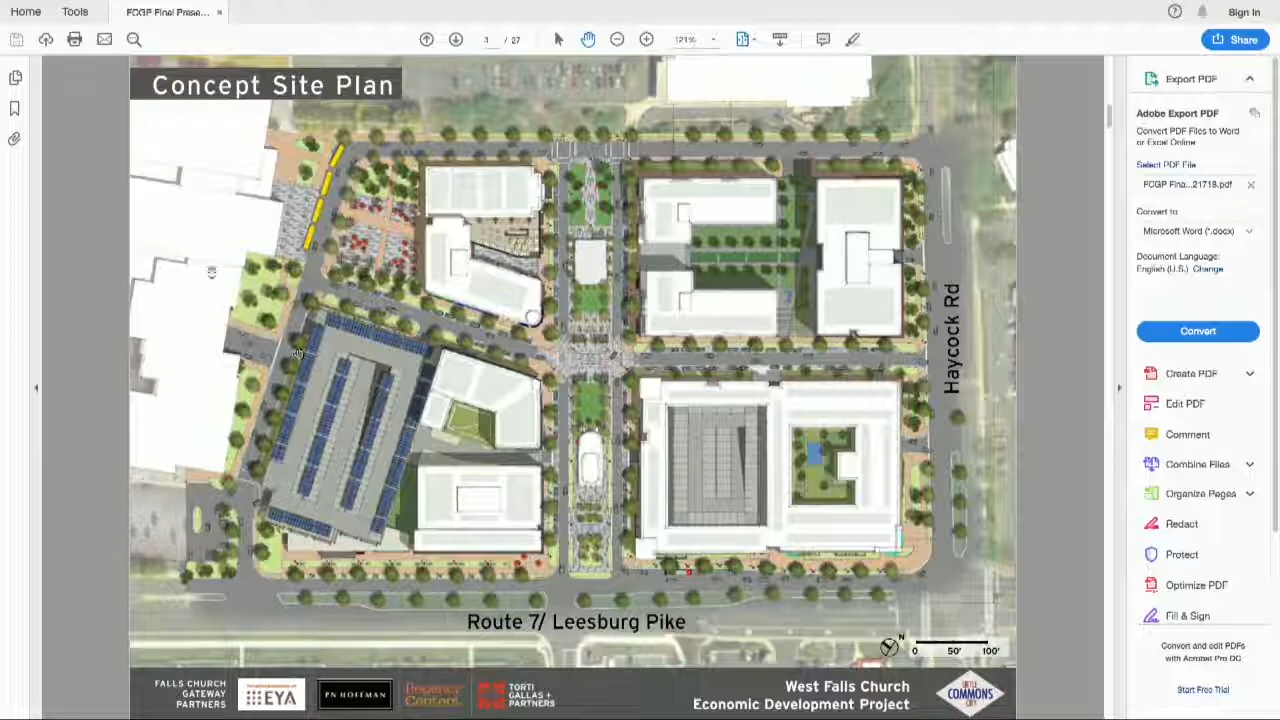 Home
Tools
FCGP Final Prese...
×
Sign In
3 / 27
121%
Share
Concept Site Plan
Haycock Rd
Route 7/ Leesburg Pike
N
0 50' 100'
FALLS CHURCH
GATEWAY
PARTNERS
EYA
PN HOFFMAN
Regency
Centers
TORTI
GALLAS +
PARTNERS
West Falls Church
Economic Development Project
LITTLE
COMMONS
CITY
Export PDF
Adobe Export PDF
Convert PDF Files to Word
or Excel Online
Select PDF File
FCGP Fina...21718.pdf
Convert to
Microsoft Word (*.docx)
Document Language:
English (U.S.) Change
Convert
Create PDF
Edit PDF
Comment
Combine Files
Organize Pages
Redact
Protect
Optimize PDF
Fill & Sign
Convert and edit PDFs
with Acrobat Pro DC
Start Free Trial